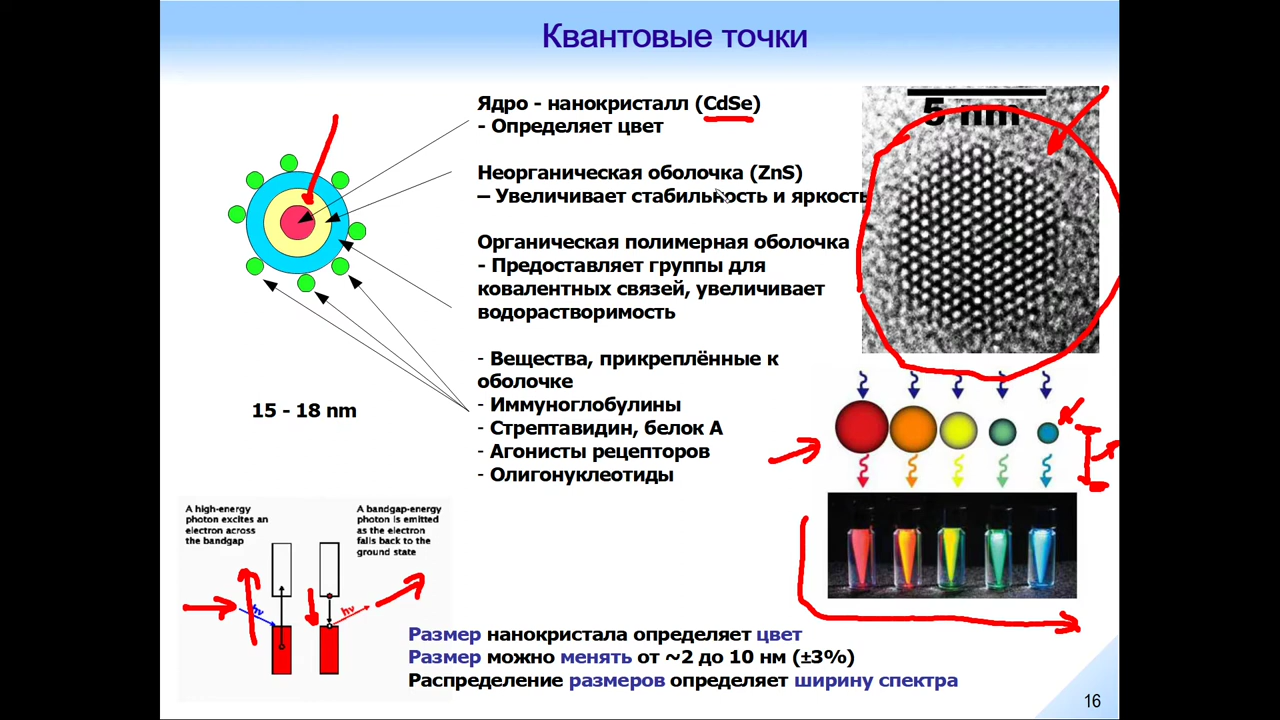 Квантовые точки
Ядро - нанокристалл (CdSe)
- Определяет цвет
Неорганическая оболочка (ZnS)
– Увеличивает стабильность и яркость
Органическая полимерная оболочка
- Предоставляет группы для
ковалентных связей, увеличивает
водорастворимость
- Вещества, прикреплённые к
оболочке
- Иммуноглобулины
- Стрептавидин, белок А
- Агонисты рецепторов
- Олигонуклеотиды
15 - 18 nm
5 nm
A high-energy
photon excites an
electron across
the bandgap
A bandgap-energy
photon is emitted
as the electron
falls back to the
ground state
hν
hν
Размер нанокристала определяет цвет
Размер можно менять от ~2 до 10 нм (±3%)
Распределение размеров определяет ширину спектра
16